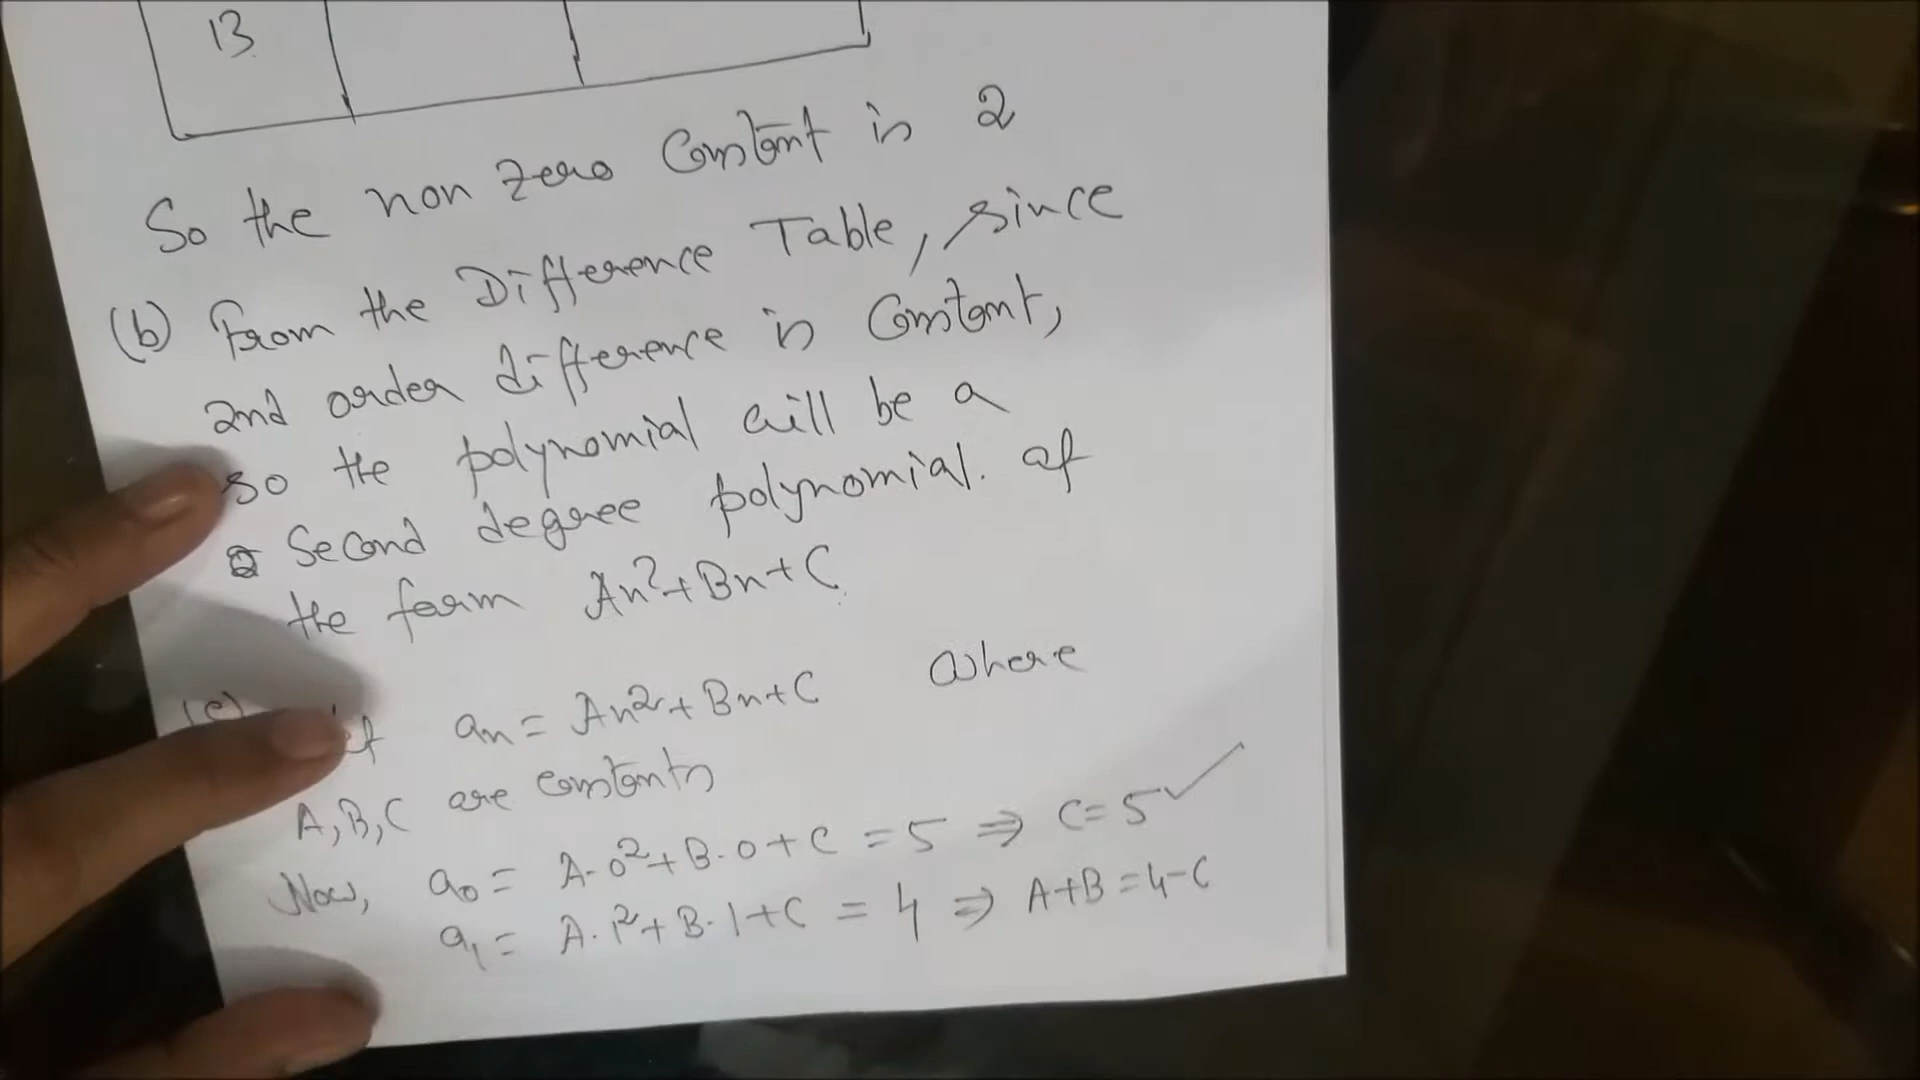 13
So the non zero Constant is 2
(b) From the Difference Table, since
2nd order difference is Constant,
so the polynomial will be a
Second degree polynomial. of
the form An²+Bn+C
(c) If an = An²+Bn+C where
A,B,C are constants
Now, a0 = A·0²+B·0+C = 5 ⇒ C=5✓
a1 = A·1²+B·1+C = 4 ⇒ A+B=4-C